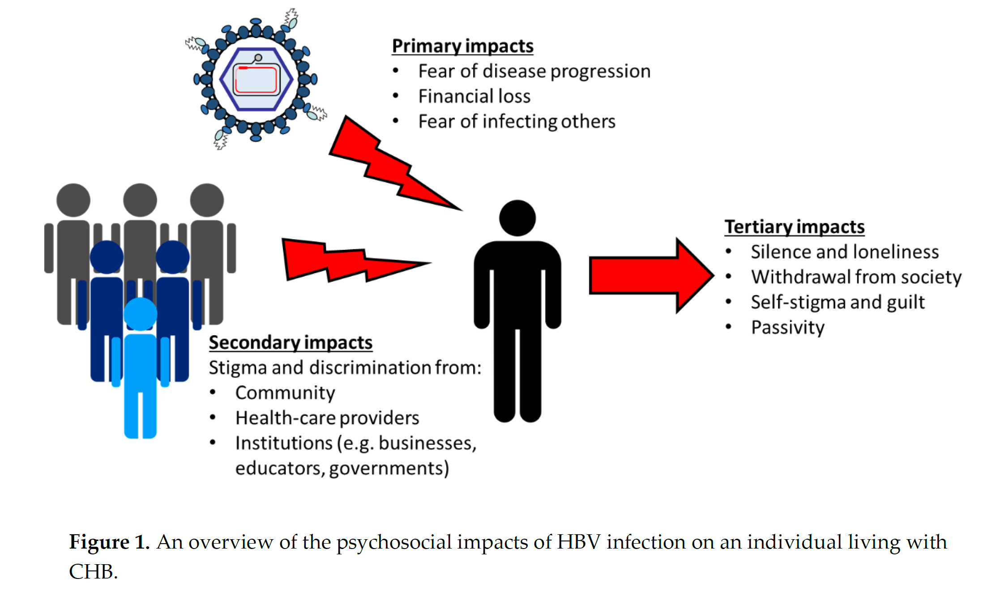 Primary impacts
• Fear of disease progression
• Financial loss
• Fear of infecting others
Secondary impacts
Stigma and discrimination from:
• Community
• Health-care providers
• Institutions (e.g. businesses,
educators, governments)
Tertiary impacts
• Silence and loneliness
• Withdrawal from society
• Self-stigma and guilt
• Passivity
Figure 1. An overview of the psychosocial impacts of HBV infection on an individual living with
CHB.